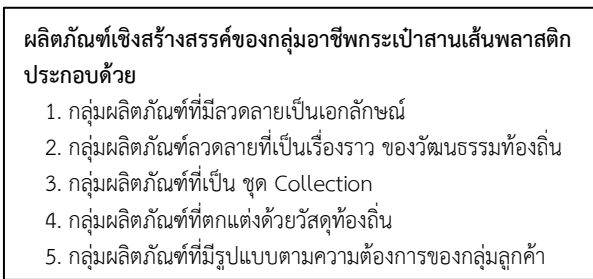 ผลิตภัณฑ์เชิงสร้างสรรค์ของกลุ่มอาชีพกระเป๋าสานเส้นพลาสติก
ประกอบด้วย
1. กลุ่มผลิตภัณฑ์ที่มีลวดลายเป็นเอกลักษณ์
2. กลุ่มผลิตภัณฑ์ลวดลายที่เป็นเรื่องราว ของวัฒนธรรมท้องถิ่น
3. กลุ่มผลิตภัณฑ์ที่เป็น ชุด Collection
4. กลุ่มผลิตภัณฑ์ที่ตกแต่งด้วยวัสดุท้องถิ่น
5. กลุ่มผลิตภัณฑ์ที่มีรูปแบบตามความต้องการของกลุ่มลูกค้า